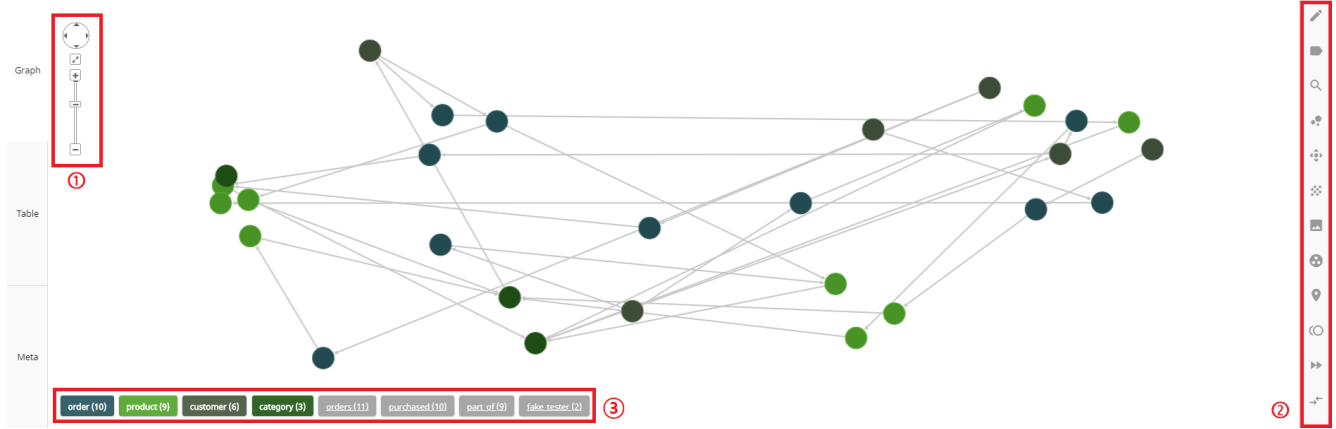 Graph
①
Table
Meta
order (10) product (9) customer (6) category (3) orders (11) purchased (10) part_of (9) fake_tester (2) ③
②